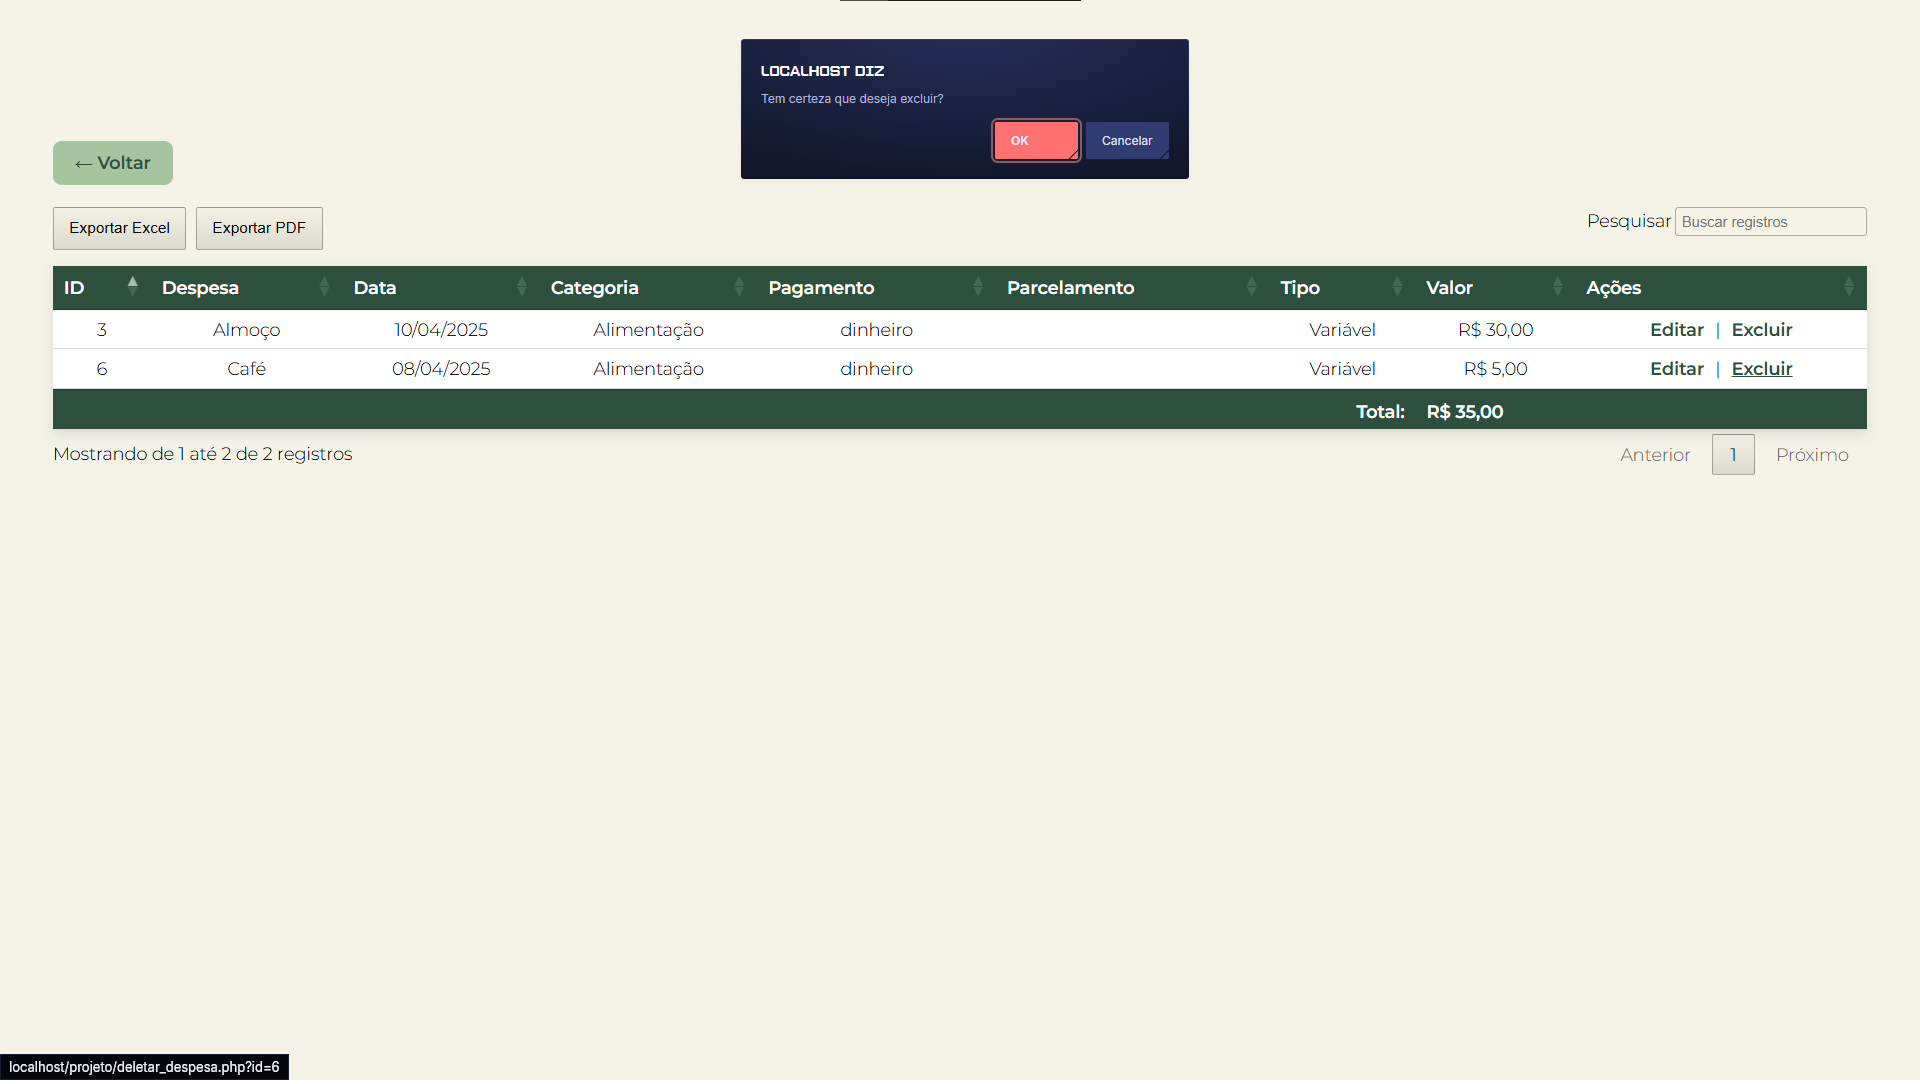 LOCALHOST DIZ
Tem certeza que deseja excluir?
OK Cancelar
← Voltar
Exportar Excel Exportar PDF Pesquisar Buscar registros
ID Despesa Data Categoria Pagamento Parcelamento Tipo Valor Ações
3 Almoço 10/04/2025 Alimentação dinheiro Variável R$ 30,00 Editar | Excluir
6 Café 08/04/2025 Alimentação dinheiro Variável R$ 5,00 Editar | Excluir
Total: R$ 35,00
Mostrando de 1 até 2 de 2 registros Anterior 1 Próximo
localhost/projeto/deletar_despesa.php?id=6